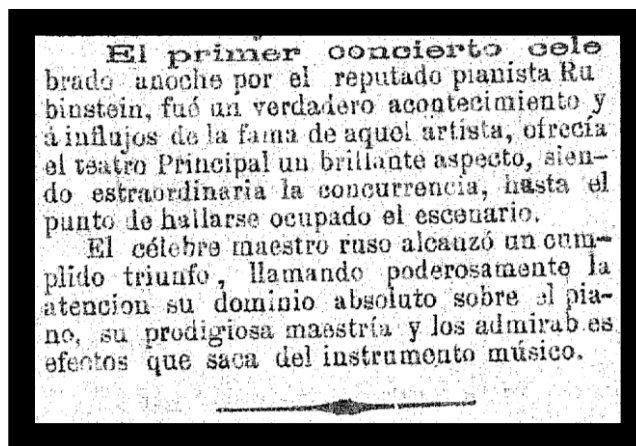 El primer concierto cele
brado anoche por el reputado pianista Ru
binstein, fué un verdadero acontecimiento y
á influjos de la fama de aquel artista, ofrecía
el teatro Principal un brillante aspecto, sien-
do estraordinaria la concurrencia, hasta el
punto de hallarse ocupado el escenario.
El célebre maestro ruso alcanzó un cum-
plido triunfo, llamando poderosamente la
atencion su dominio absoluto sobre el pia-
no, su prodigiosa maestría y los admirab es
efectos que saca del instrumento músico.